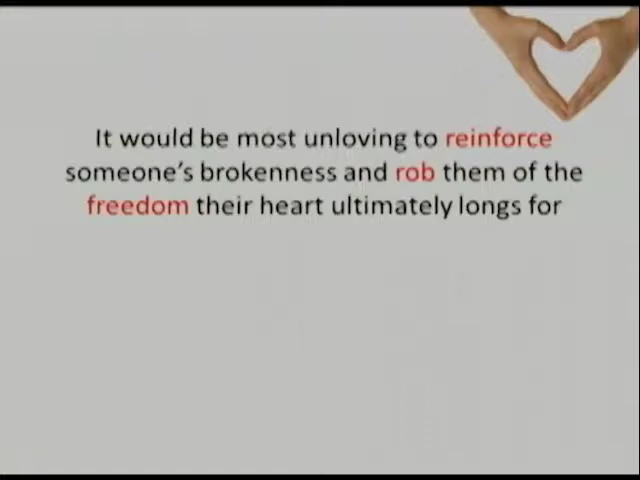 It would be most unloving to reinforce
someone’s brokenness and rob them of the
freedom their heart ultimately longs for